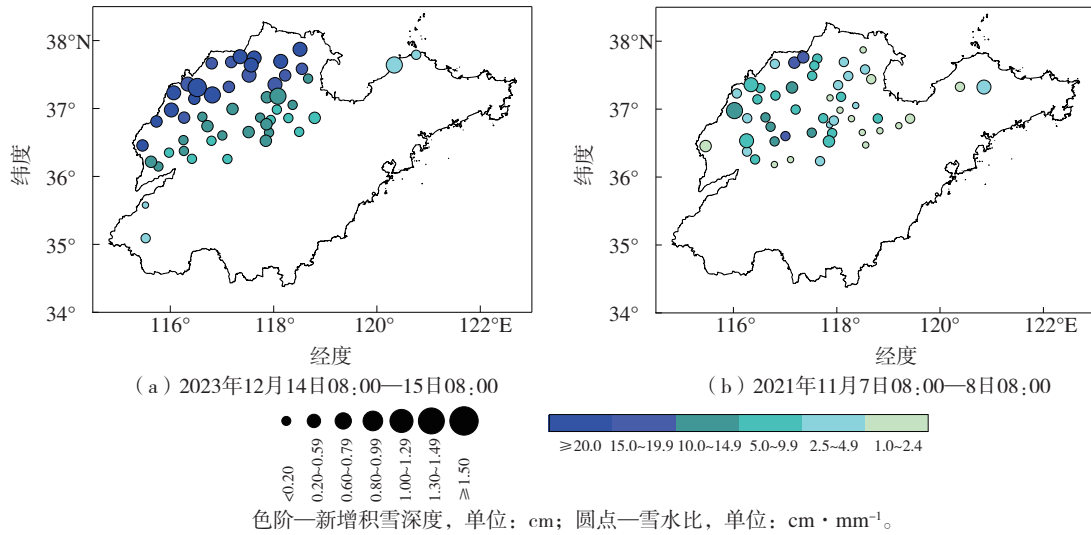 38°N
37°
36°
35°
34°
纬度
116°
118°
120°
122°E
经度
(a)2023年12月14日08:00—15日08:00
38°N
37°
36°
35°
34°
纬度
116°
118°
120°
122°E
经度
(b)2021年11月7日08:00—8日08:00
<0.20
0.20~0.59
0.60~0.79
0.80~0.99
1.00~1.29
1.30~1.49
≥1.50
≥20.0 15.0~19.9 10.0~14.9 5.0~9.9 2.5~4.9 1.0~2.4
色阶—新增积雪深度，单位：cm；圆点—雪水比，单位：cm·mm⁻¹。